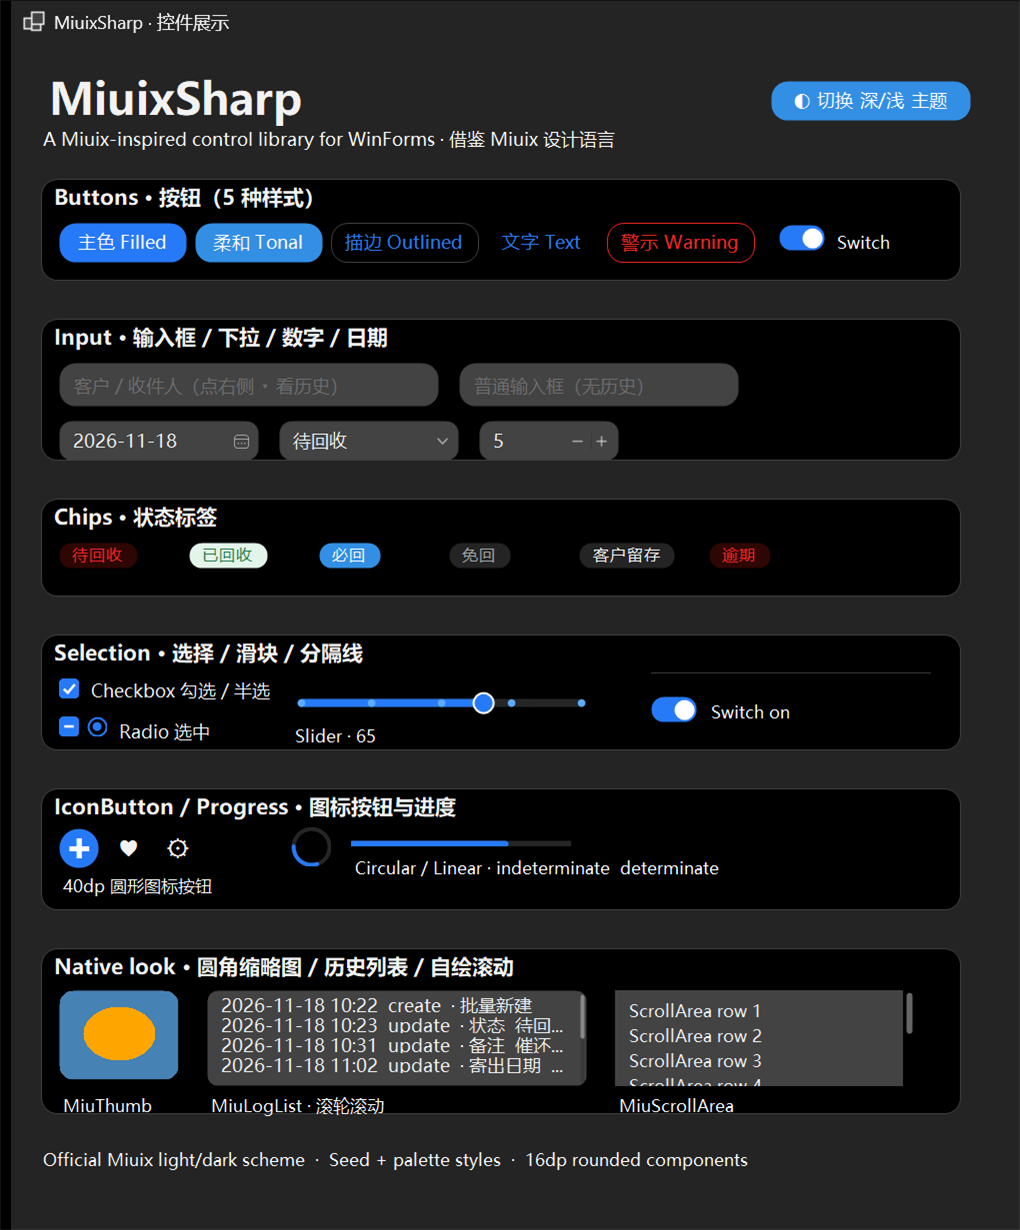 MiuixSharp · 控件展示
MiuixSharp
◐ 切换 深/浅 主题
A Miuix-inspired control library for WinForms · 借鉴 Miuix 设计语言
Buttons • 按钮（5 种样式）
主色 Filled
柔和 Tonal
描边 Outlined
文字 Text
警示 Warning
Switch
Input • 输入框 / 下拉 / 数字 / 日期
客户 / 收件人（点右侧・看历史）
普通输入框（无历史）
2026-11-18
待回收
5
Chips • 状态标签
待回收
已回收
必回
免回
客户留存
逾期
Selection • 选择 / 滑块 / 分隔线
Checkbox 勾选 / 半选
Radio 选中
Slider · 65
Switch on
IconButton / Progress • 图标按钮与进度
40dp 圆形图标按钮
Circular / Linear · indeterminate determinate
Native look • 圆角缩略图 / 历史列表 / 自绘滚动
2026-11-18 10:22 create · 批量新建
2026-11-18 10:23 update · 状态 待回...
2026-11-18 10:31 update · 备注 催还...
2026-11-18 11:02 update · 寄出日期 ...
ScrollArea row 1
ScrollArea row 2
ScrollArea row 3
ScrollArea row 4
MiuThumb
MiuLogList · 滚轮滚动
MiuScrollArea
Official Miuix light/dark scheme · Seed + palette styles · 16dp rounded components